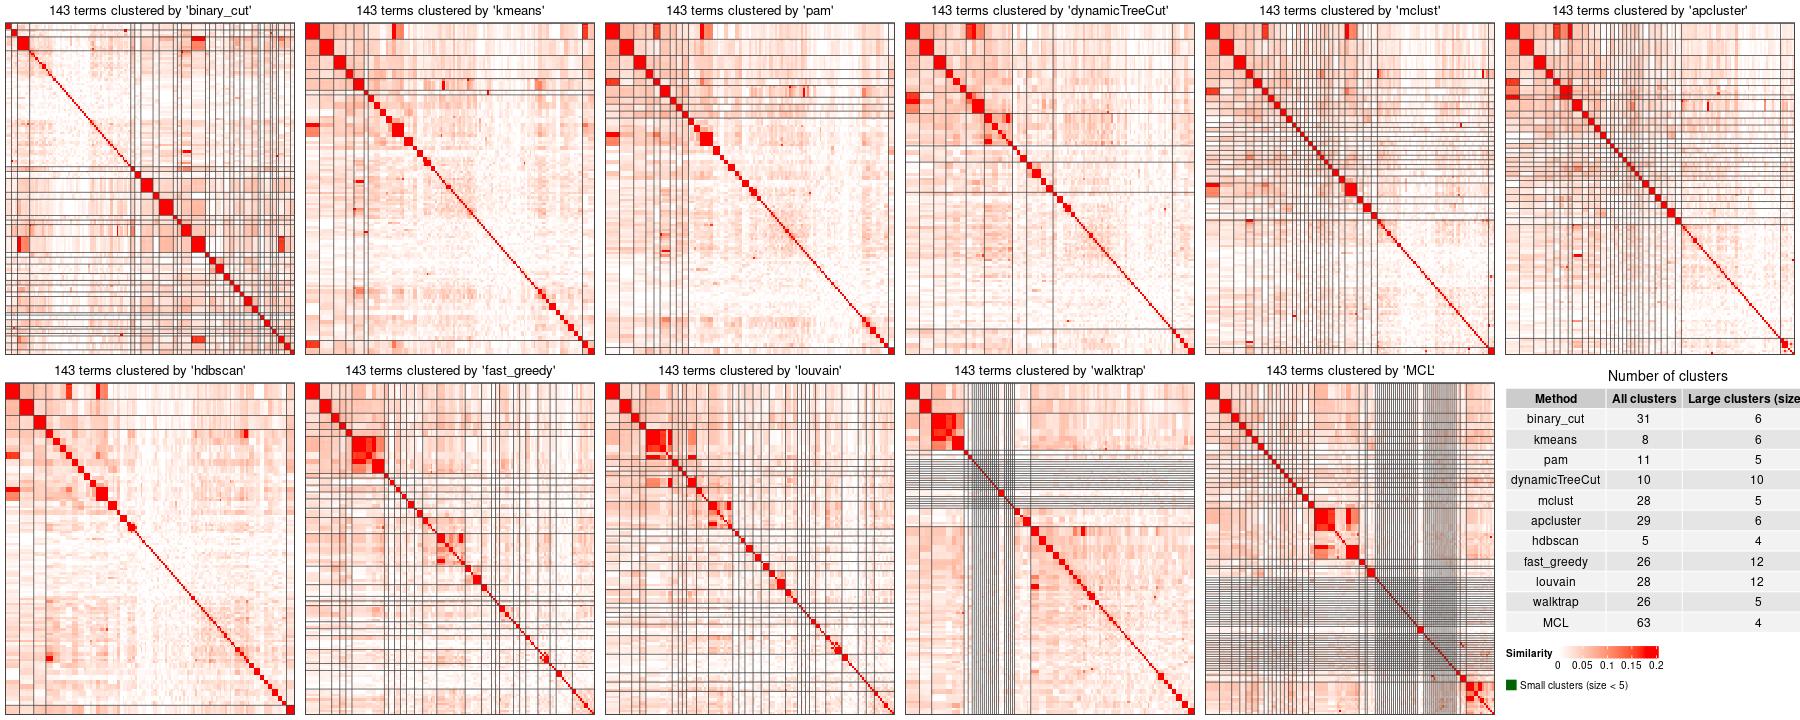 143 terms clustered by 'binary_cut'
143 terms clustered by 'kmeans'
143 terms clustered by 'pam'
143 terms clustered by 'dynamicTreeCut'
143 terms clustered by 'mclust'
143 terms clustered by 'apcluster'
143 terms clustered by 'hdbscan'
143 terms clustered by 'fast_greedy'
143 terms clustered by 'louvain'
143 terms clustered by 'walktrap'
143 terms clustered by 'MCL'
Number of clusters
Method All clusters Large clusters (size
binary_cut 31 6
kmeans 8 6
pam 11 5
dynamicTreeCut 10 10
mclust 28 5
apcluster 29 6
hdbscan 5 4
fast_greedy 26 12
louvain 28 12
walktrap 26 5
MCL 63 4
Similarity
0 0.05 0.1 0.15 0.2
Small clusters (size < 5)